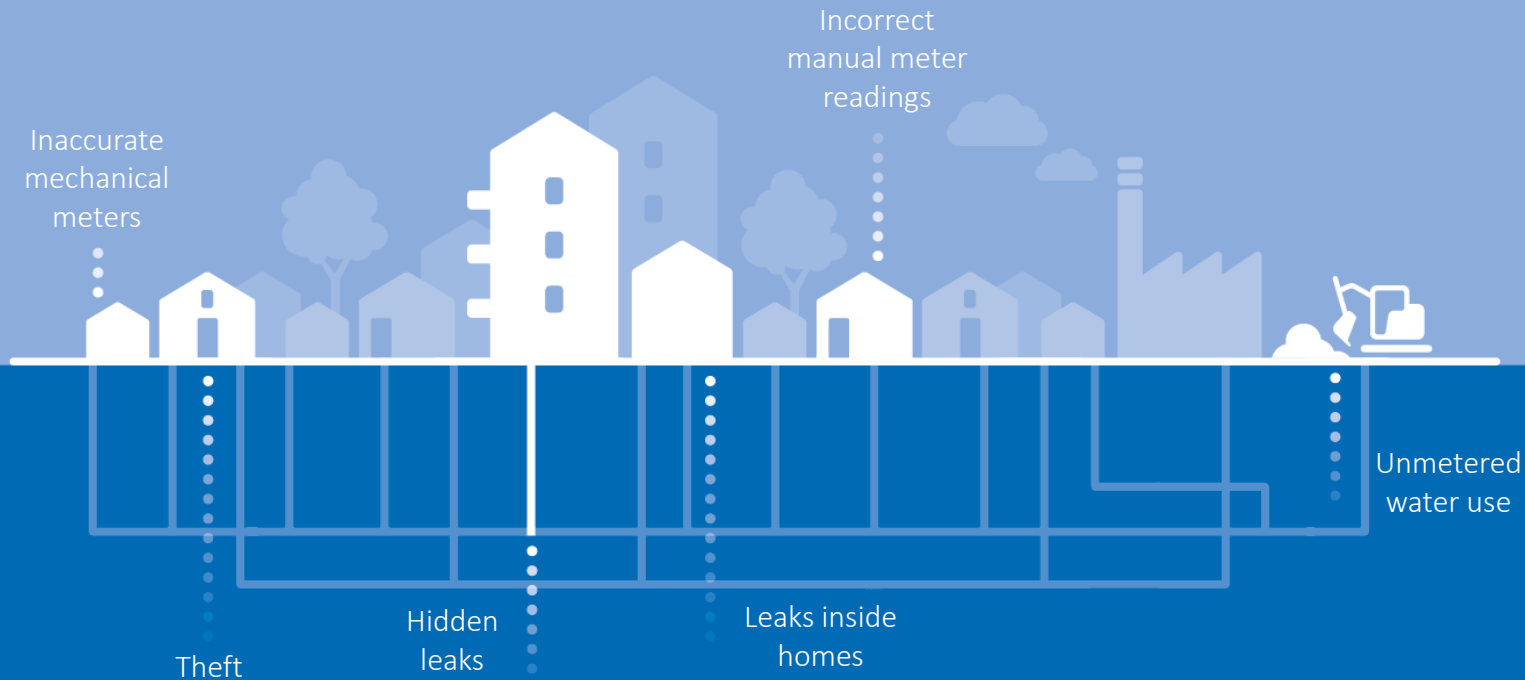 Incorrect
manual meter
readings
Inaccurate
mechanical
meters
Unmetered
water use
Hidden
leaks
Leaks inside
homes
Theft